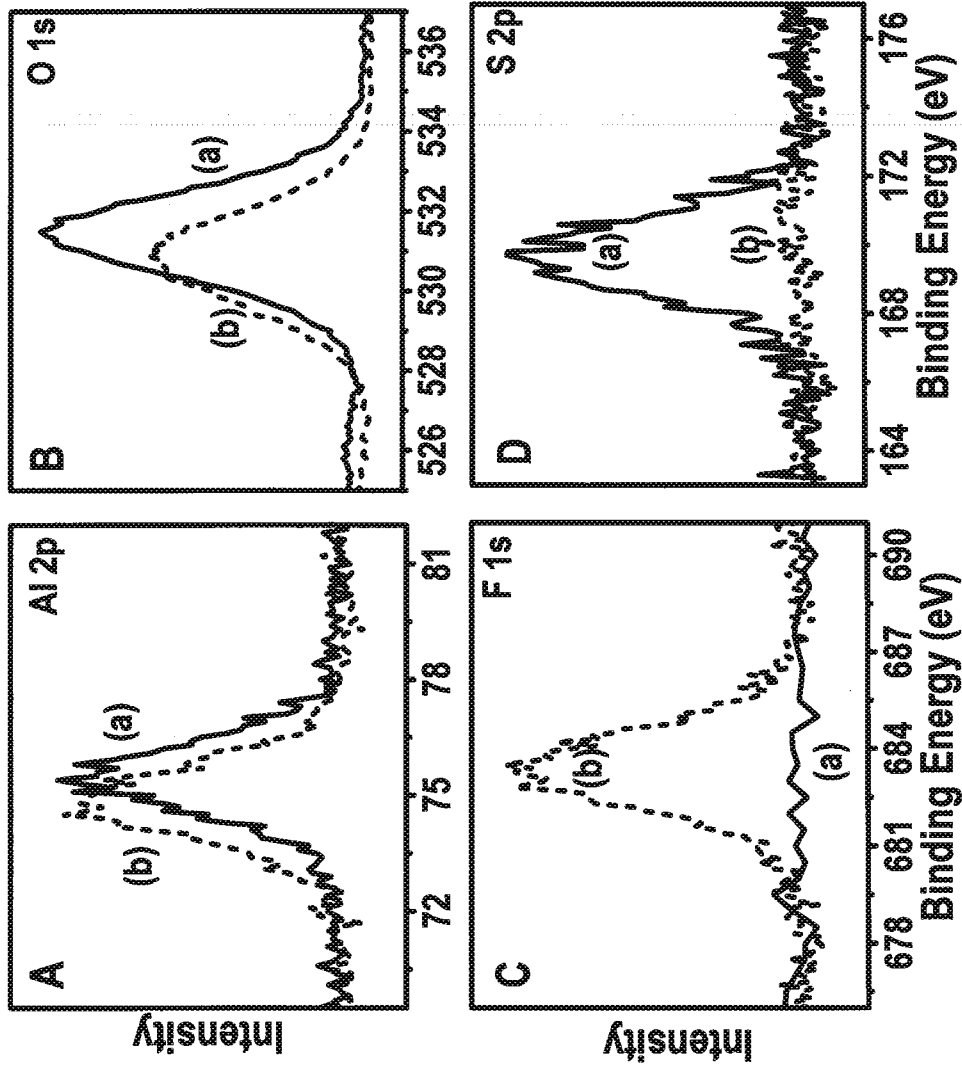 A
Al 2p
(a)
(b)
Intensity
72 75 78 81
B
O 1s
(a)
(b)
526 528 530 532 534 536
C
F 1s
(b)
(a)
Intensity
678 681 684 687 690
Binding Energy (eV)
D
S 2p
(a)
(b)
164 168 172 176
Binding Energy (eV)